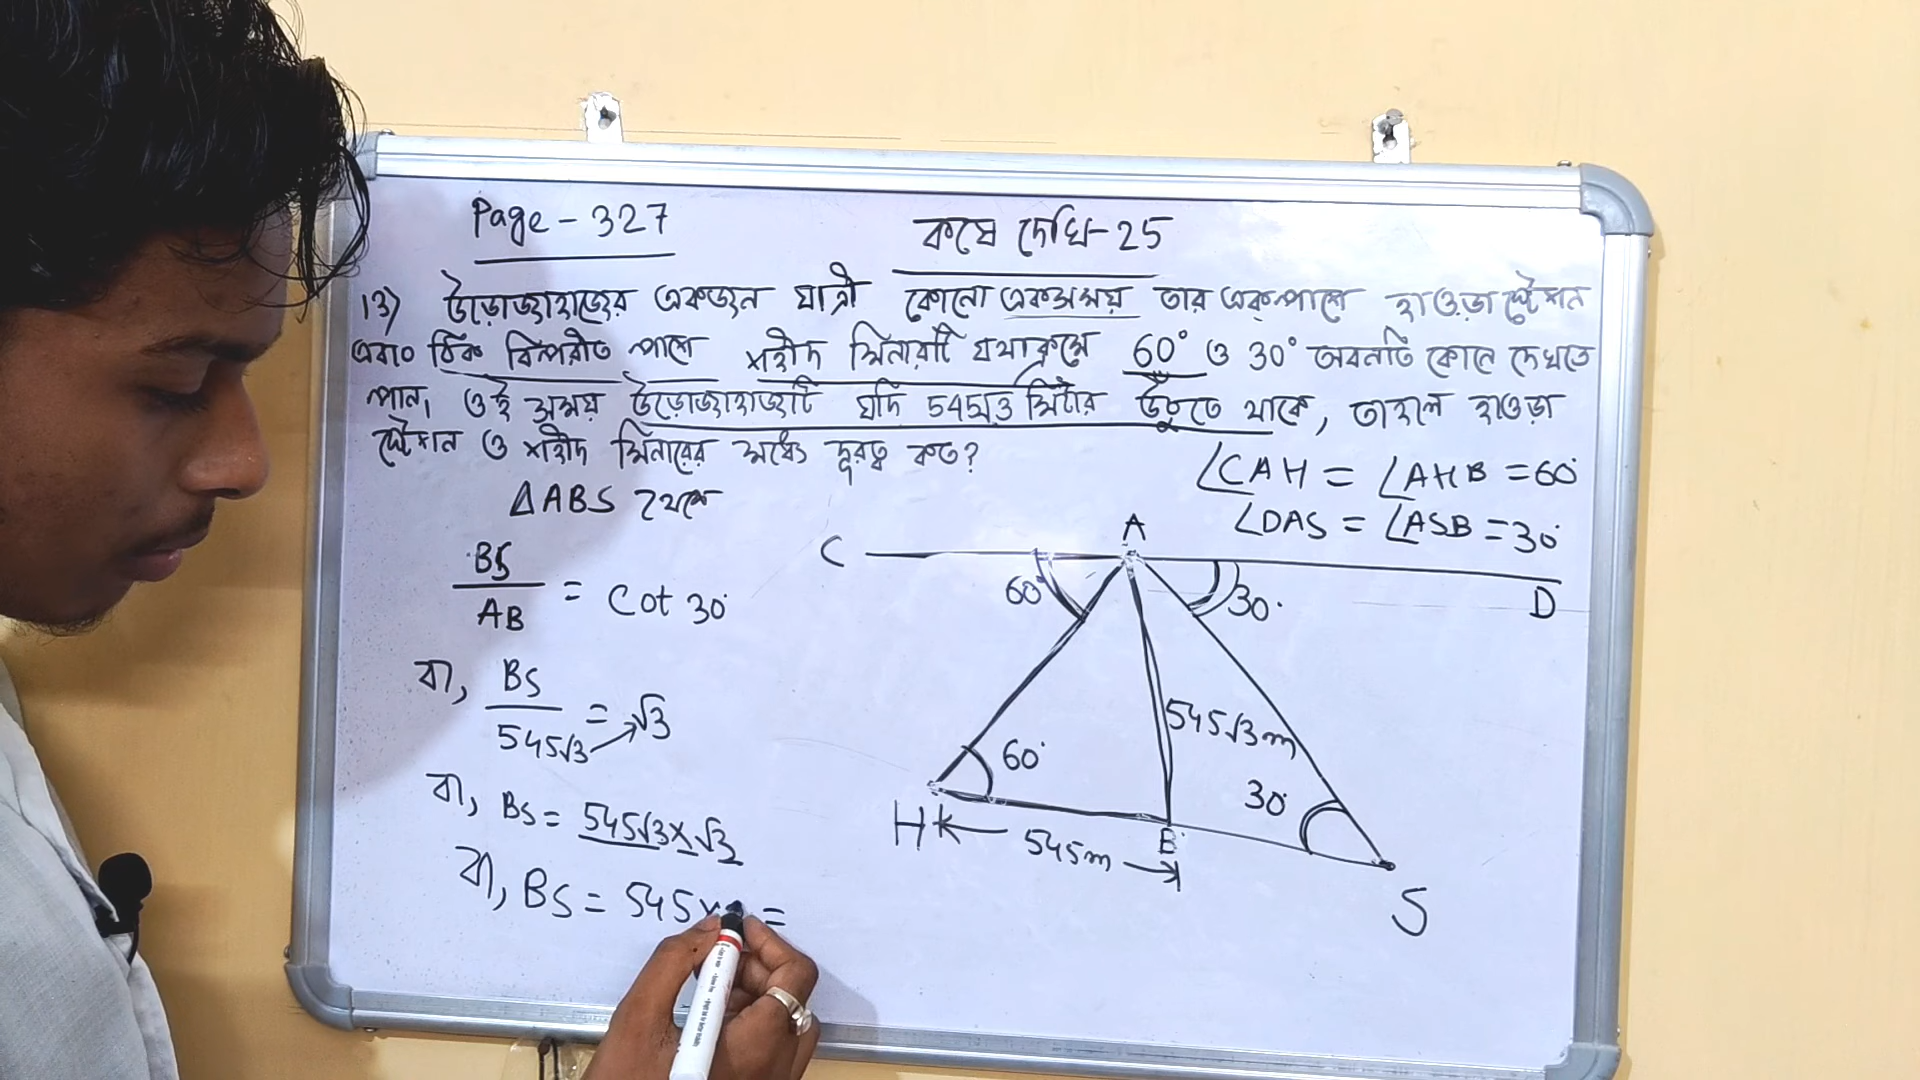 Page - 327
কষে দেখি-25
13) উড়োজাহাজের একজন যাত্রী কোনো একসময় তার একপাশে হাওড়া স্টেশন
এবং ঠিক বিপরীত পাশে শহীদ মিনারটি যথাক্রমে 60° ও 30° অবনতি কোনে দেখতে
পান, ওই সময় উড়োজাহাজটি যদি 545√3 মিটার উঁচুতে থাকে, তাহলে হাওড়া
স্টেশন ও শহীদ মিনারের মধ্যে দূরত্ব কত?
∠CAH = ∠AHB = 60°
∠DAS = ∠ASB = 30°
ΔABS থেকে
BS
AB
= Cot 30°
বা, BS
545√3
= √3
বা, BS = 545√3×√3
বা, BS = 545× =
A
C
D
60°
30°
545√3m
60°
30°
H
545m
B
S